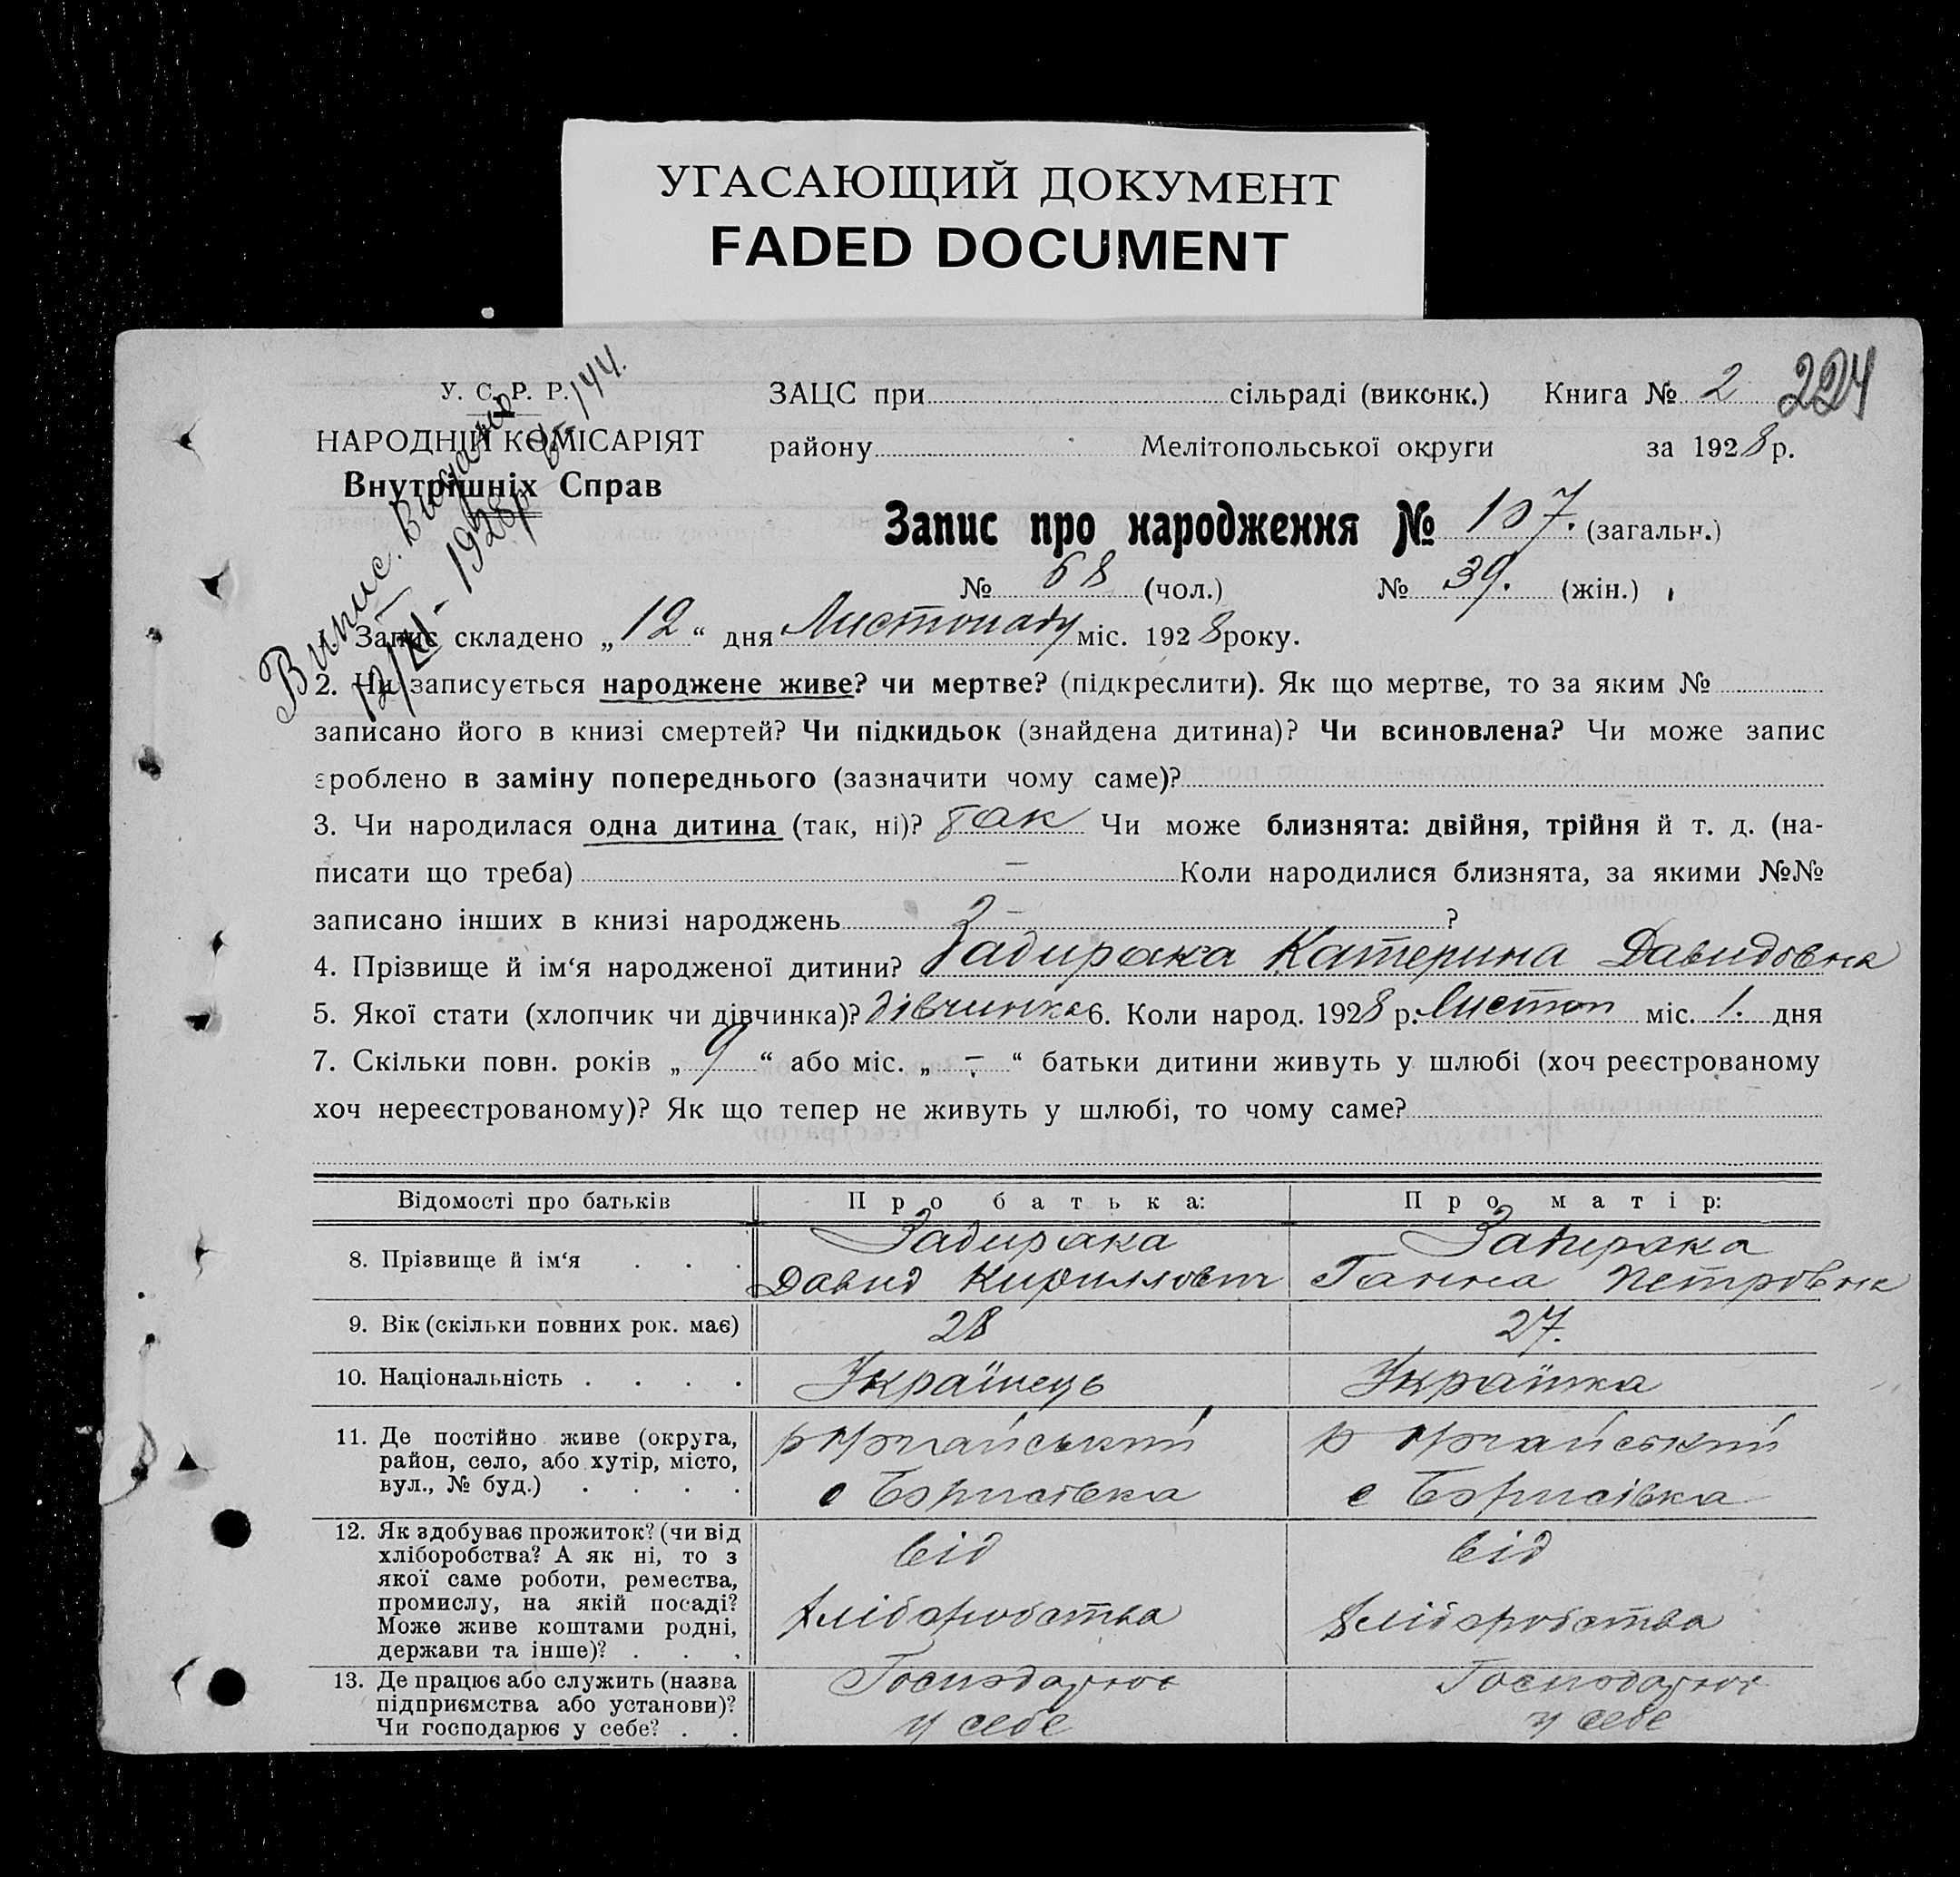 УГАСАЮЩИЙ ДОКУМЕНТ
FADED DOCUMENT
У. С. Р. Р.
НАРОДНІЙ КОМІСАРІЯТ
Внутрішніх Справ
Випис. Видано
12/XI - 1928р. № 144.
ЗАЦС при сільраді (виконк.) Книга № 2 224
району Мелітопольської округи за 1928 р.
Запис про народження № 107. (загальн.)
№ 68 (чол.) № 39. (жін.)
Запис складено „12“ дня Листопаду міс. 1928 року.
2. Чи записується народжене живе? чи мертве? (підкреслити). Як що мертве, то за яким №
записано його в книзі смертей? Чи підкидьок (знайдена дитина)? Чи всиновлена? Чи може запис
зроблено в заміну попереднього (зазначити чому саме)?
3. Чи народилася одна дитина (так, ні)? так Чи може близнята: двійня, трійня й т. д. (на-
писати що треба) — Коли народилися близнята, за якими №№
записано інших в книзі народжень — ?
4. Прізвище й ім‘я народженої дитини? Задирака Катерина Давидовна
5. Якої стати (хлопчик чи дівчинка)? дівчинка 6. Коли народ. 1928 р. Листоп міс. 1. дня
7. Скільки повн. років „9“ або міс. „-“ батьки дитини живуть у шлюбі (хоч реєстрованому
хоч нереєстрованому)? Як що тепер не живуть у шлюбі, то чому саме?
Відомості про батьків Про батька: Про матір:
8. Прізвище й ім‘я . . . Задирака Задирака
Давид Кириллович Ганна Петровна
9. Вік (скільки повних рок. має) 28 27.
10. Національність . . . . Українець Українка
11. Де постійно живе (округа,
район, село, або хутір, місто,
вул., № буд.) . . . .
с Борисівка с Борисівка
12. Як здобуває прожиток? (чи від
хліборобства? А як ні, то з
якої саме роботи, ремества,
промислу, на якій посаді?
Може живе коштами родні,
держави та інше)? . . .
від від
хліборобства хліборобства
13. Де працює або служить (назва
підприємства або установи)?
Чи господарює у себе? . .
Господарює Господарює
у себе у себе